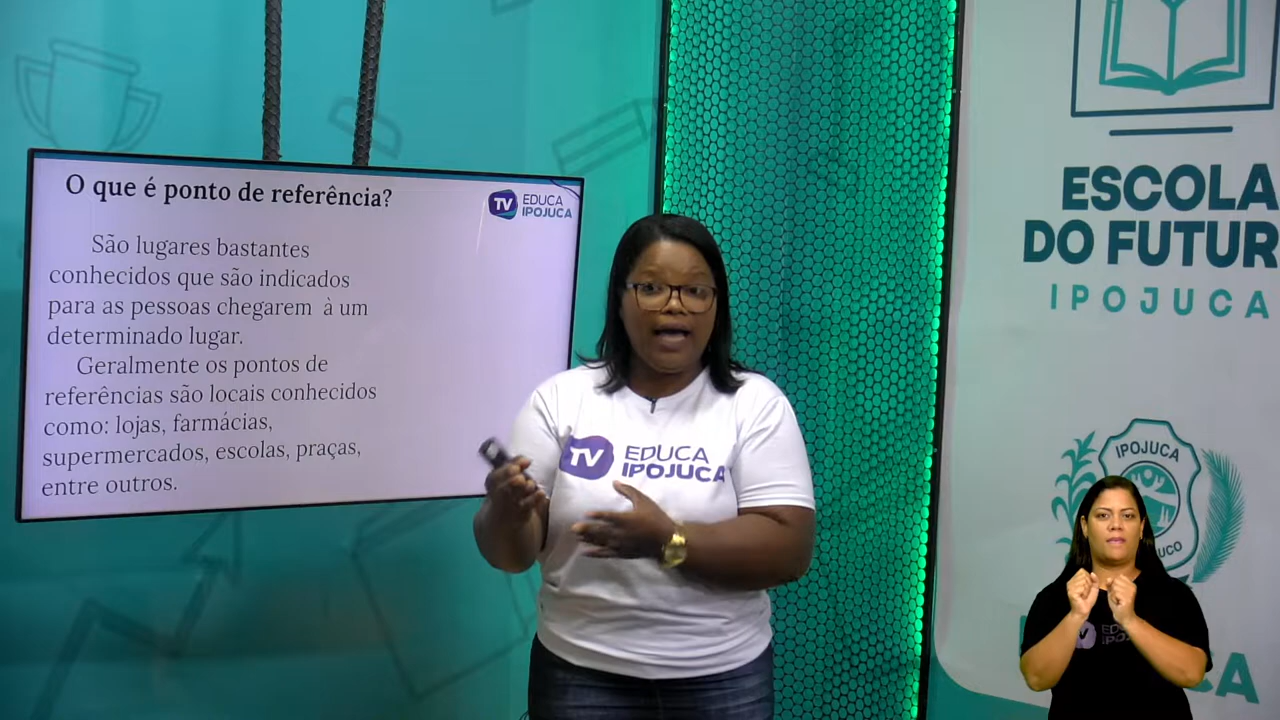 O que é ponto de referência?
TV EDUCA
IPOJUCA
São lugares bastantes
conhecidos que são indicados
para as pessoas chegarem à um
determinado lugar.
Geralmente os pontos de
referências são locais conhecidos
como: lojas, farmácias,
supermercados, escolas, praças,
entre outros.
TV EDUCA
IPOJUCA
ESCOLA
DO FUTUR
IPOJUCA
IPOJUCA